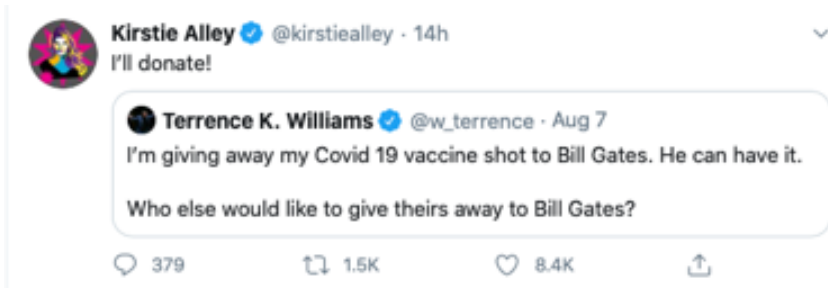 Kirstie Alley @kirstiealley · 14h
I'll donate!
Terrence K. Williams @w_terrence · Aug 7
I'm giving away my Covid 19 vaccine shot to Bill Gates. He can have it.
Who else would like to give theirs away to Bill Gates?
379 1.5K 8.4K